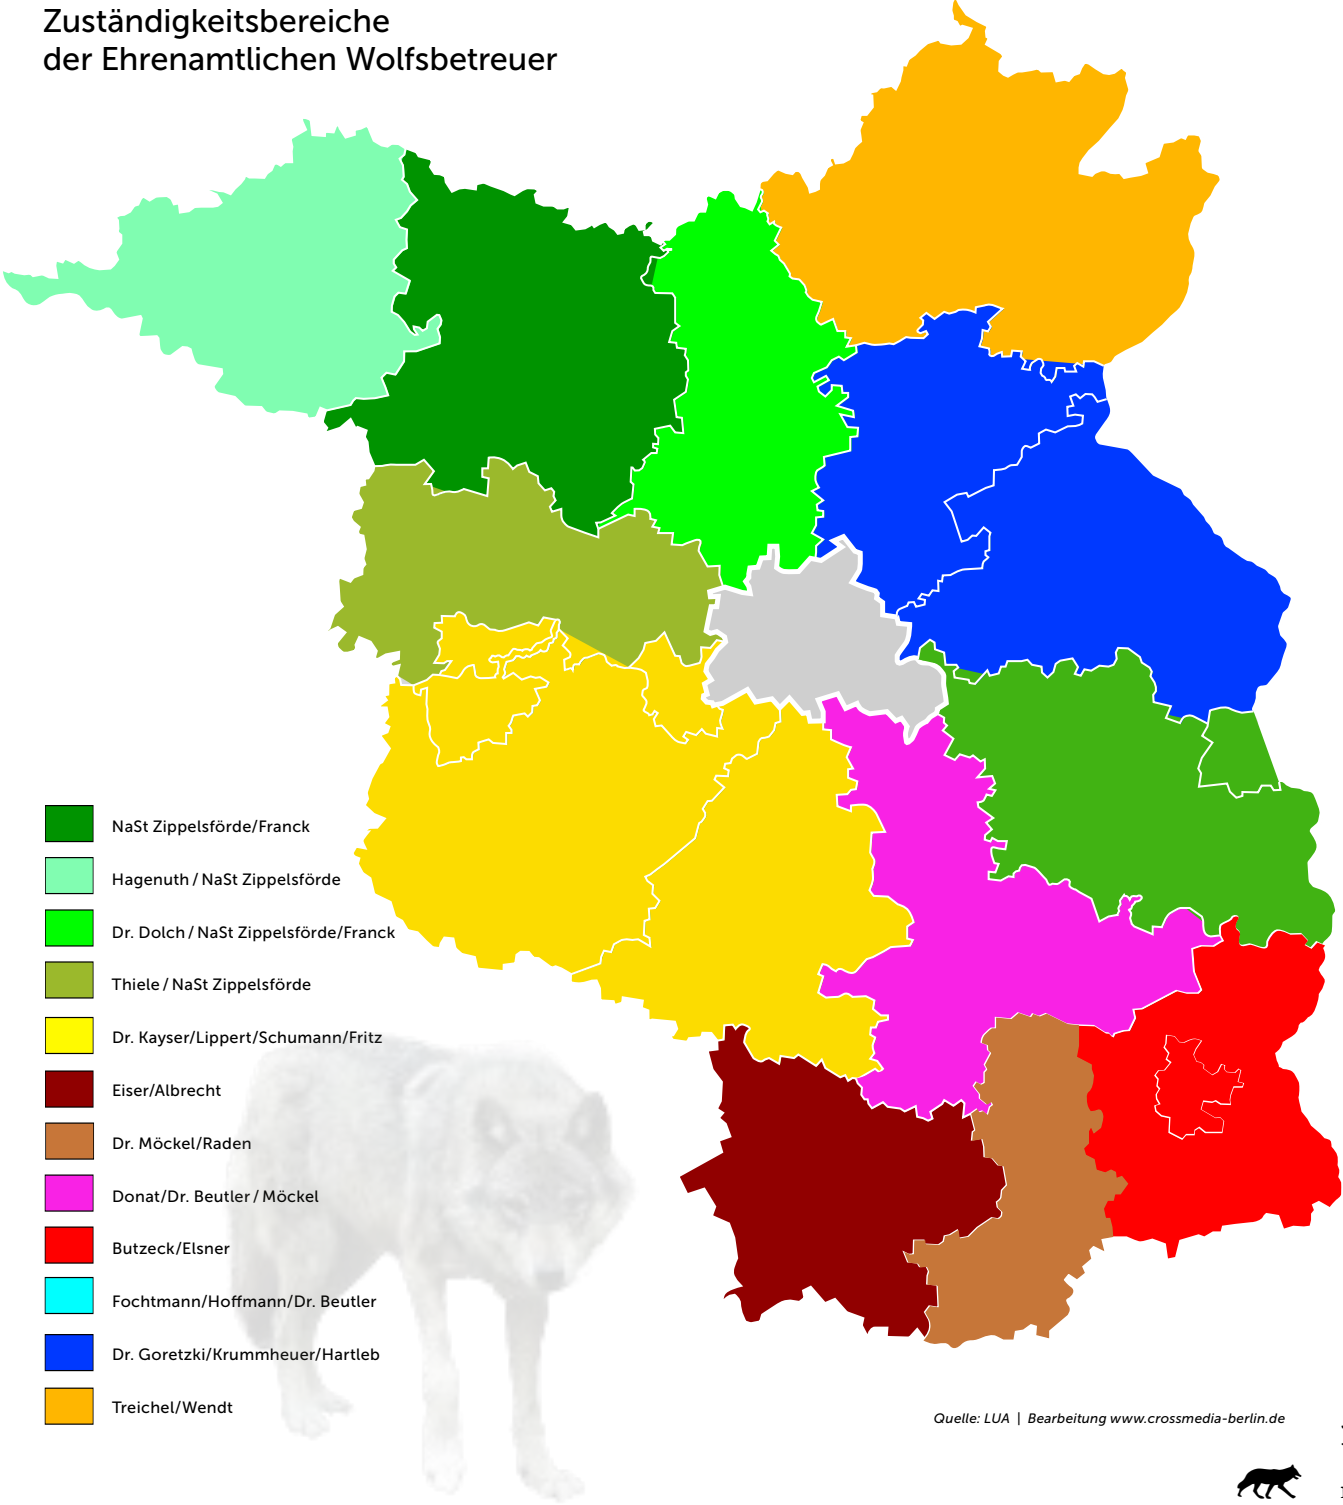 Zuständigkeitsbereiche
der Ehrenamtlichen Wolfsbetreuer
NaSt Zippelsförde/Franck
Hagenuth / NaSt Zippelsförde
Dr. Dolch / NaSt Zippelsförde/Franck
Thiele / NaSt Zippelsförde
Dr. Kayser/Lippert/Schumann/Fritz
Eiser/Albrecht
Dr. Möckel/Raden
Donat/Dr. Beutler / Möckel
Butzeck/Elsner
Fochtmann/Hoffmann/Dr. Beutler
Dr. Goretzki/Krummheuer/Hartleb
Treichel/Wendt
Quelle: LUA | Bearbeitung www.crossmedia-berlin.de